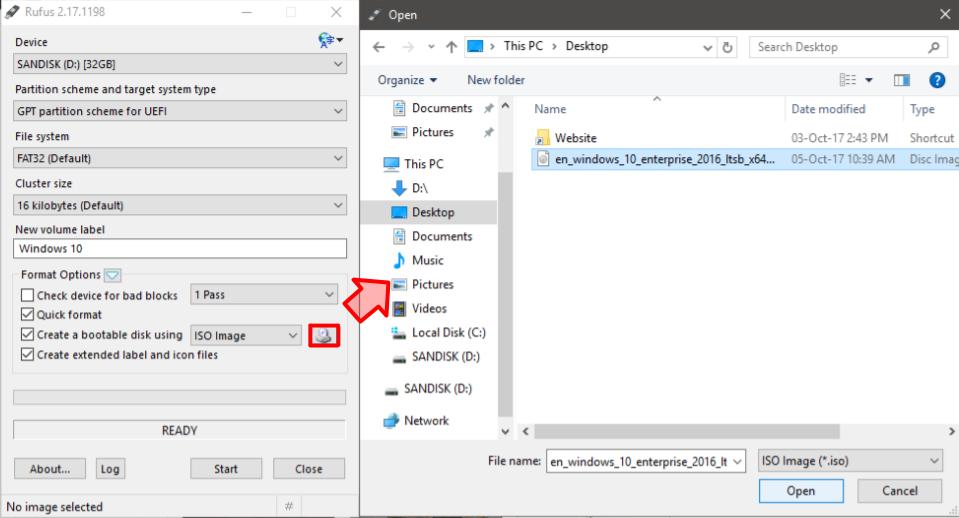 Rufus 2.17.1198
Device
SANDISK (D:) [32GB]
Partition scheme and target system type
GPT partition scheme for UEFI
File system
FAT32 (Default)
Cluster size
16 kilobytes (Default)
New volume label
Windows 10
Format Options
Check device for bad blocks 1 Pass
Quick format
Create a bootable disk using ISO Image
Create extended label and icon files
READY
About... Log Start Close
No image selected #
Open
This PC > Desktop
Search Desktop
Organize New folder
?
Documents
Pictures
This PC
D:\
Desktop
Documents
Music
Pictures
Videos
Local Disk (C:)
SANDISK (D:)
SANDISK (D:)
Network
Name Date modified Type
Website 03-Oct-17 2:43 PM Shortcut
en_windows_10_enterprise_2016_ltsb_x64... 05-Oct-17 10:39 AM Disc Imag
File name: en_windows_10_enterprise_2016_lt ISO Image (*.iso)
Open Cancel